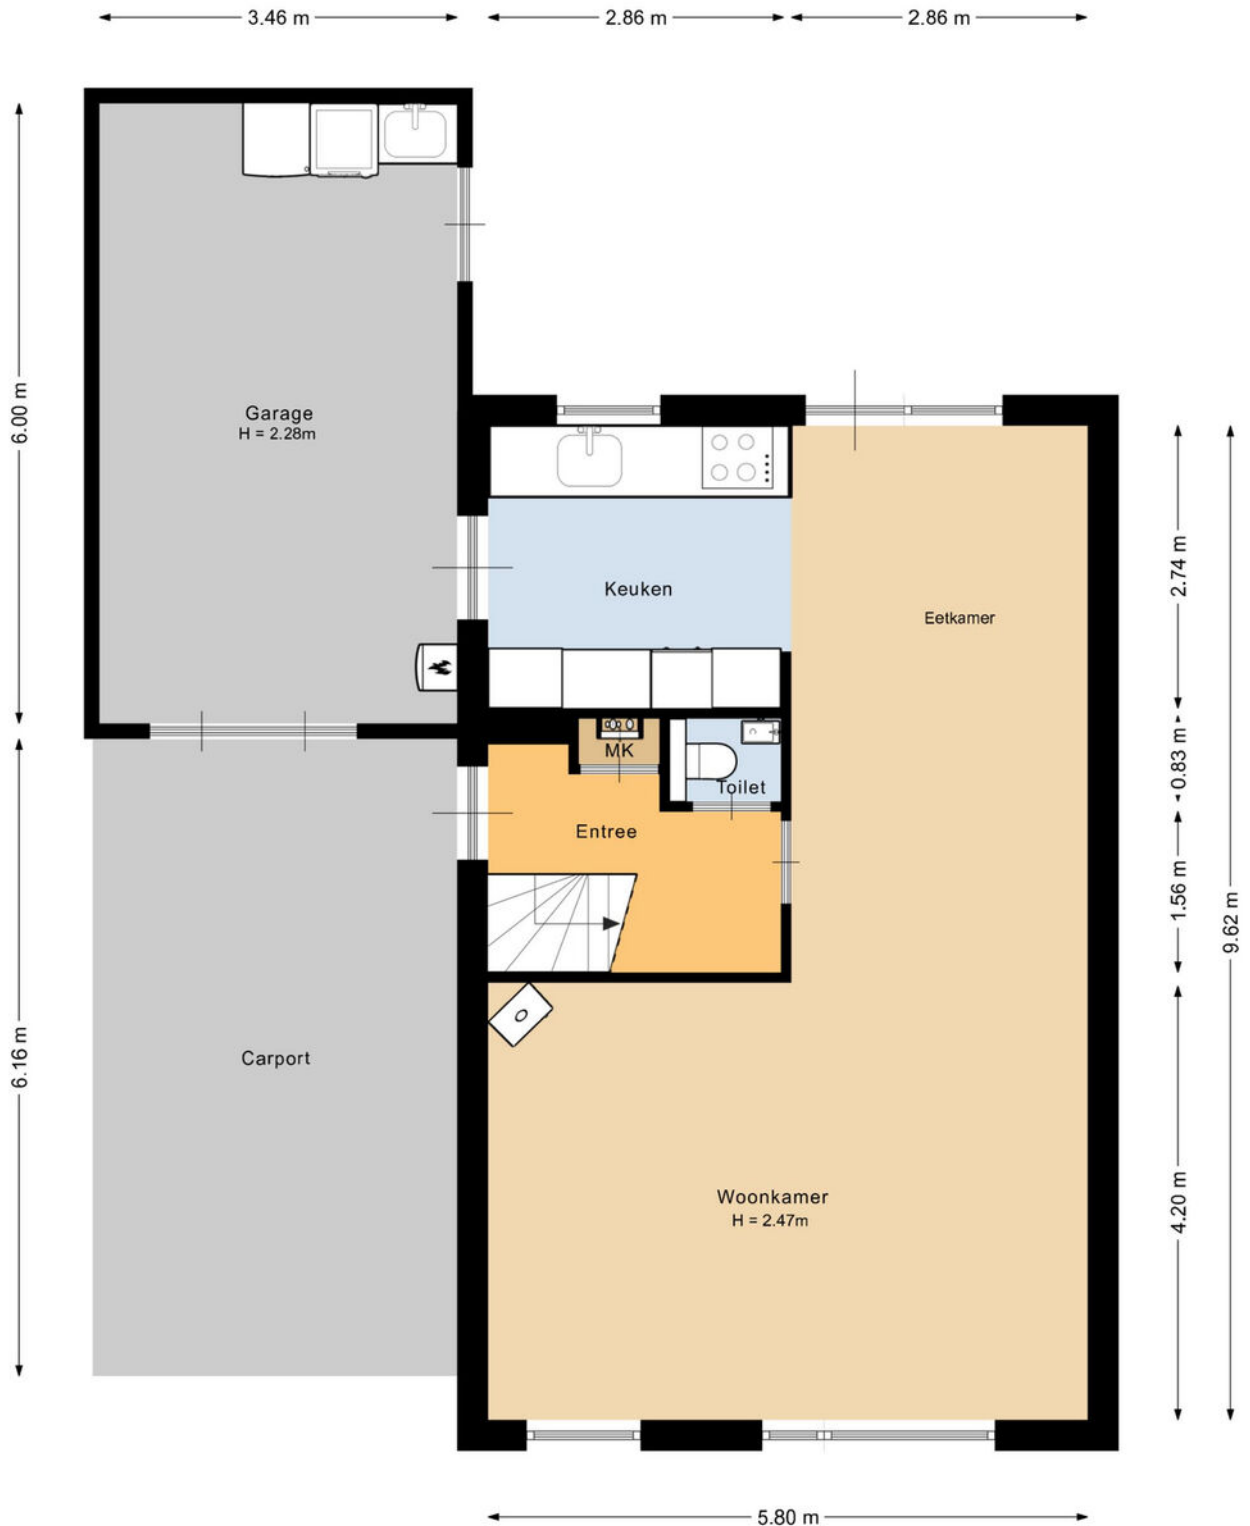 3.46 m
2.86 m
2.86 m
6.00 m
Garage
H = 2.28m
Keuken
Eetkamer
2.74 m
MK
Toilet
0.83 m
Entree
1.56 m
9.62 m
Carport
6.16 m
Woonkamer
H = 2.47m
4.20 m
5.80 m